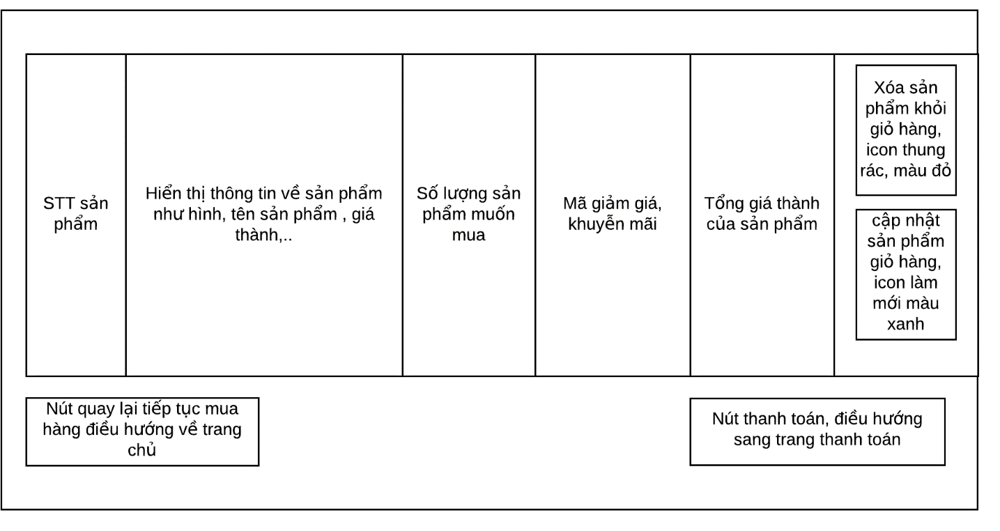 STT sản
phẩm
Hiển thị thông tin về sản phẩm
như hình, tên sản phẩm , giá
thành,..
Số lượng sản
phẩm muốn
mua
Mã giảm giá,
khuyễn mãi
Tổng giá thành
của sản phẩm
Xóa sản
phẩm khỏi
giỏ hàng,
icon thung
rác, màu đỏ
cập nhật
sản phẩm
giỏ hàng,
icon làm
mới màu
xanh
Nút quay lại tiếp tục mua
hàng điều hướng về trang
chủ
Nút thanh toán, điều hướng
sang trang thanh toán